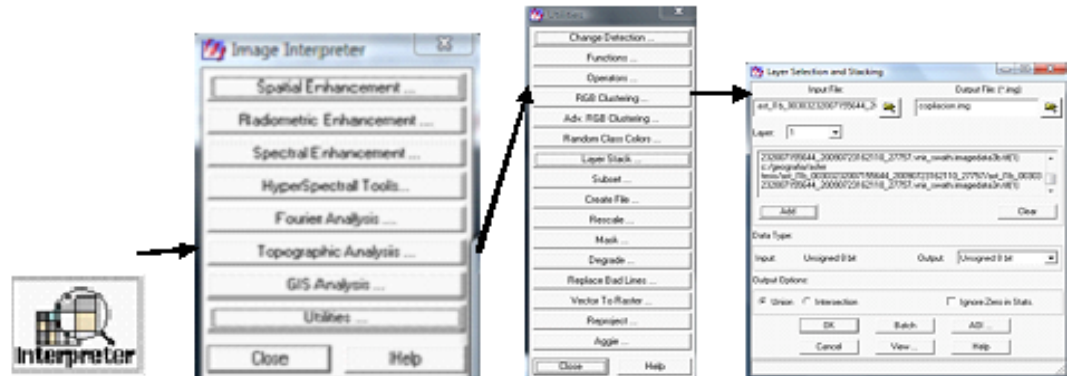 Interpreter
Image Interpreter
Spatial Enhancement ...
Radiometric Enhancement ...
Spectral Enhancement ...
HyperSpectral Tools...
Fourier Analysis ...
Topographic Analysis ...
GIS Analysis ...
Utilities ...
Close Help
Utilities
Change Detection ...
Functions ...
Operators ...
RGB Clustering ...
Adv. RGB Clustering ...
Random Class Colors ...
Layer Stack ...
Subset ...
Create File ...
Rescale ...
Mask ...
Degrade ...
Replace Bad Lines ...
Vector To Raster ...
Reproject ...
Aggie ...
Close Help
Layer Selection and Stacking
Input File: Output File: (*.img)
coplacion.img
Layer: 1
Add Clear
Data Type:
Input: Unsigned 8 bit Output: Unsigned 8 bit
Output Options:
Union Intersection Ignore Zero in Stats.
OK Batch AOI ...
Cancel View ... Help